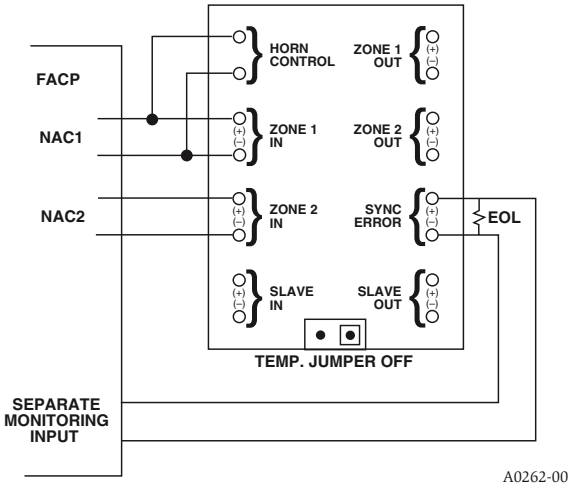 FACP
NAC1
NAC2
SEPARATE
MONITORING
INPUT
HORN
CONTROL
ZONE 1
IN
(+)
(−)
ZONE 2
IN
(+)
(−)
SLAVE
IN
(+)
(−)
ZONE 1
OUT
(+)
(−)
ZONE 2
OUT
(+)
(−)
SYNC
ERROR
(+)
(−)
SLAVE
OUT
(+)
(−)
EOL
TEMP. JUMPER OFF
A0262-00